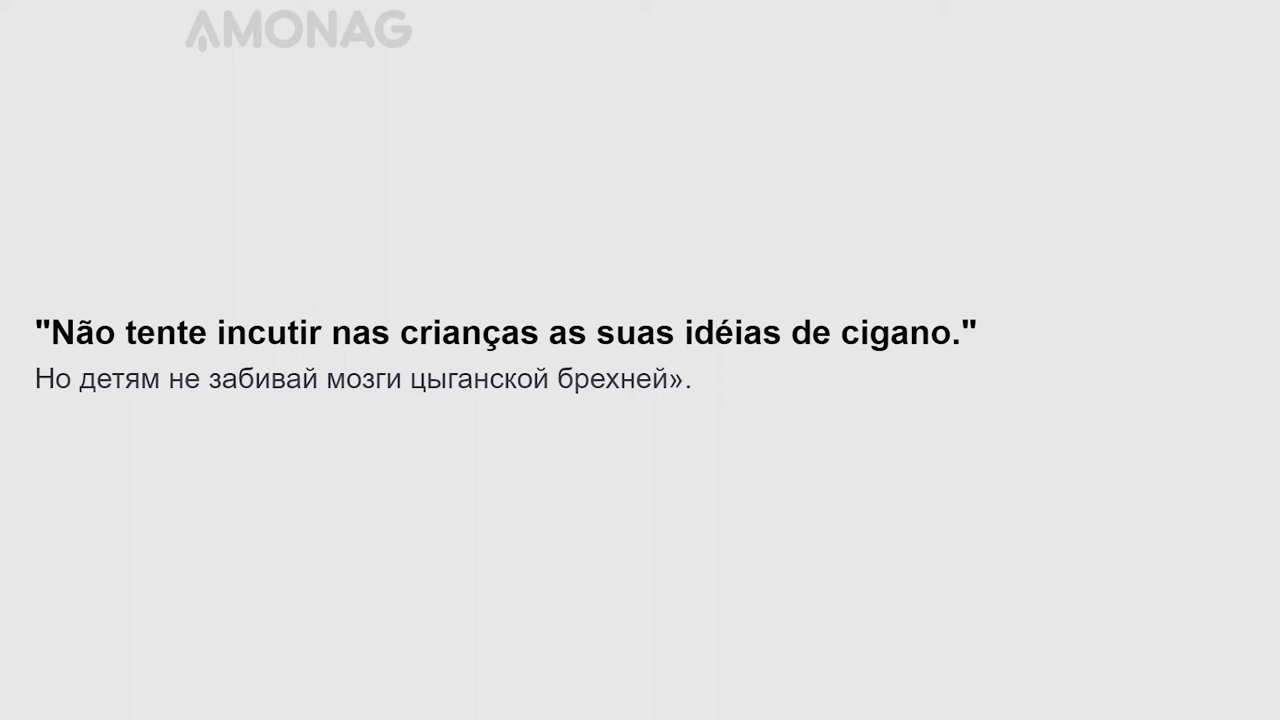 AMONAG
"Não tente incutir nas crianças as suas idéias de cigano."
Но детям не забивай мозги цыганской брехней».